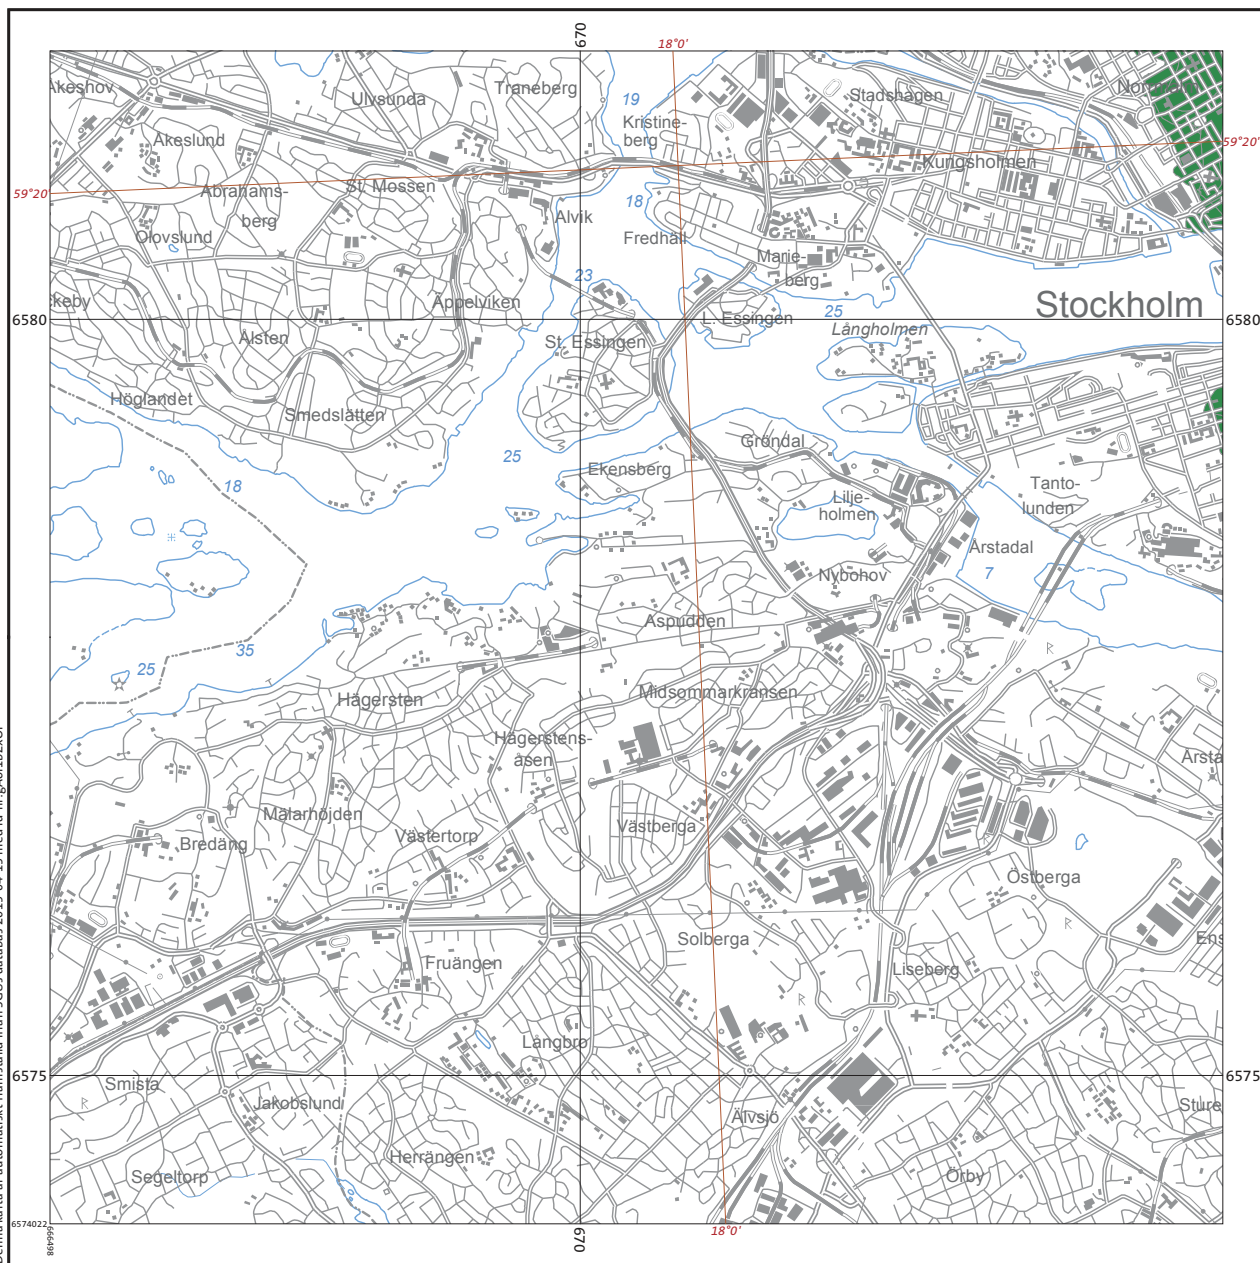 670
18°0'
Ulvsunda
Traneberg
19
Stadshagen
Åkeslund
Kristine-
berg
59°20'
Kungsholmen
59°20'
Abrahams-
berg
St. Mossen
18
Alvik
Olovslund
Fredhäll
Marie-
berg
23
Äppelviken
25
Stockholm
6580
6580
L. Essingen
Långholmen
Ålsten
St. Essingen
Höglandet
Smedslätten
Gröndal
25
Ekensberg
18
Lilje-
holmen
Tanto-
lunden
Årstadal
7
Nybohov
Aspudden
35
25
Hägersten
Midsommarkransen
Hägerstens-
åsen
Årsta
Mälarhöjden
Västertorp
Västberga
Bredäng
Östberga
Solberga
Fruängen
Liseberg
Långbro
6575
6575
Smista
Jakobslund
Älvsjö
Herrängen
Segeltorp
Örby
6574022
666498
670
18°0'